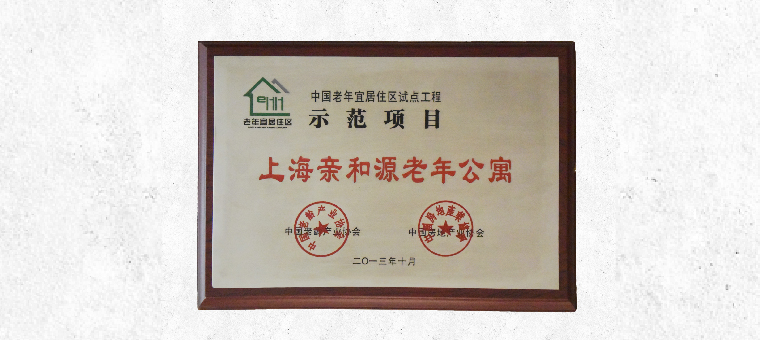 中国老年宜居住区试点工程
eHH
老年宜居住区
示范项目
上海亲和源老年公寓
中国老龄产业协会
中国房地产业协会
二〇一三年十月